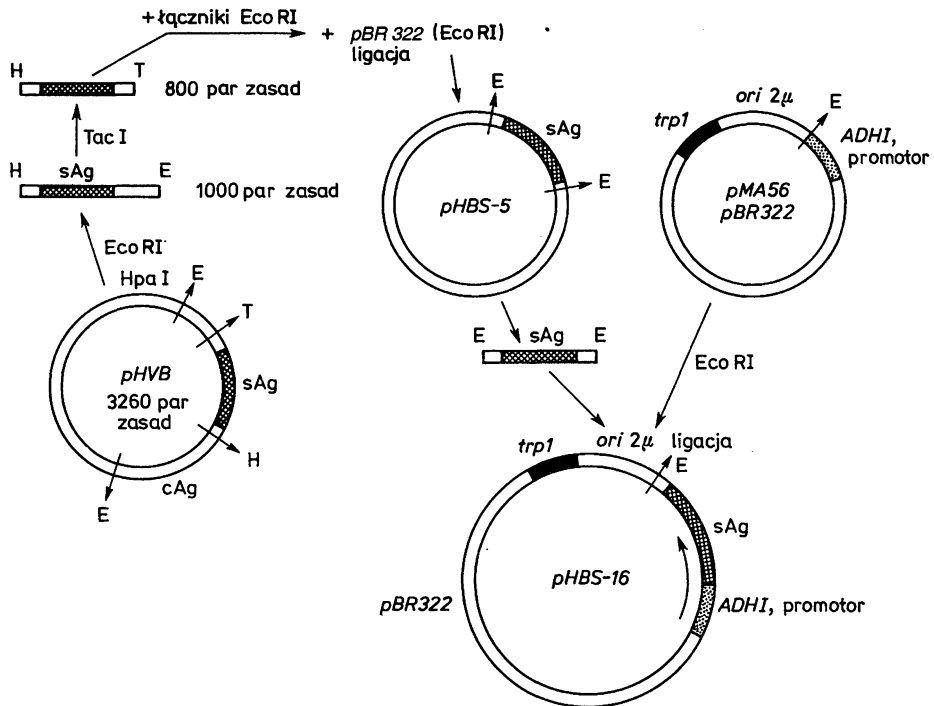 +łączniki Eco RI
+ pBR 322 (Eco RI)
ligacja
H T
800 par zasad
Tac I
H sAg E
1000 par zasad
Eco RI
Hpa I
E
T
sAg
H
cAg
E
pHVB
3260 par
zasad
E
sAg
E
pHBS-5
E sAg E
ori 2μ
trp1
E
ADHI,
promotor
pMA56
pBR322
Eco RI
trp1
ori 2μ
ligacja
E
sAg
pHBS-16
pBR322
ADHI, promotor